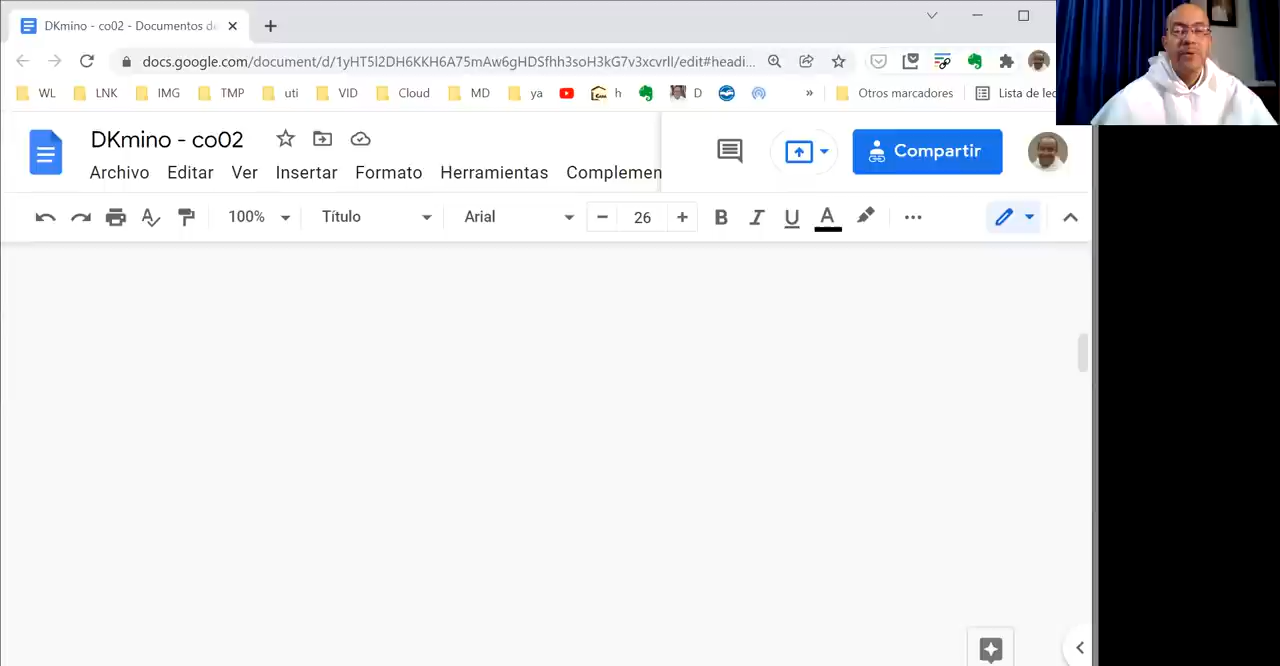 DKmino - co02 - Documentos de
docs.google.com/document/d/1yHT5l2DH6KKH6A75mAw6gHDSfhh3soH3kG7v3xcvrlI/edit#headi...
WL LNK IMG TMP uti VID Cloud MD ya h D » Otros marcadores Lista de lec
DKmino - co02
Compartir
Archivo Editar Ver Insertar Formato Herramientas Complemen
100% Título Arial − 26 + B I U A